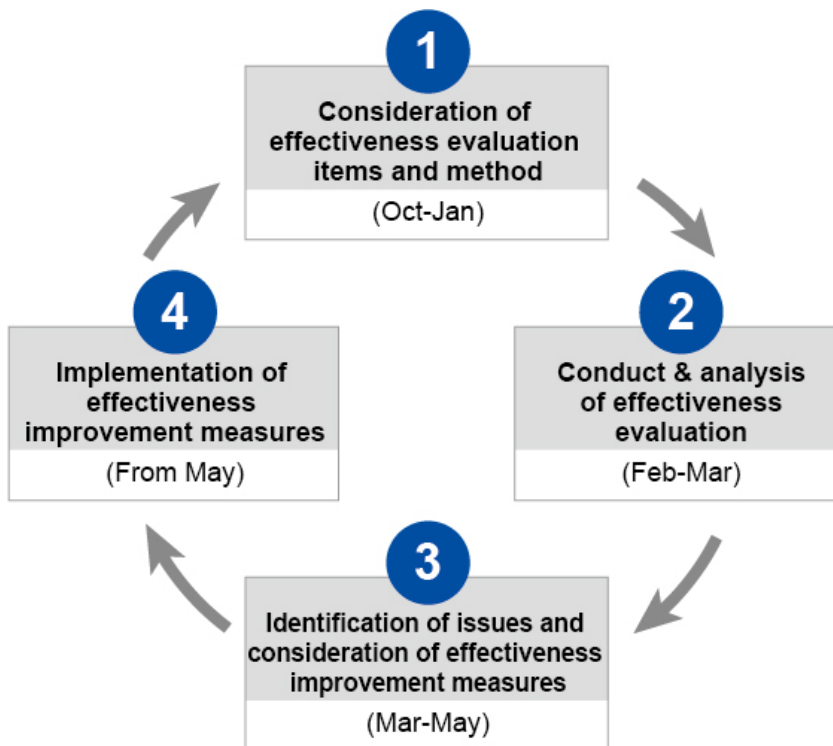 1
Consideration of
effectiveness evaluation
items and method
(Oct-Jan)
2
Conduct & analysis
of effectiveness
evaluation
(Feb-Mar)
3
Identification of issues and
consideration of effectiveness
improvement measures
(Mar-May)
4
Implementation of
effectiveness
improvement measures
(From May)